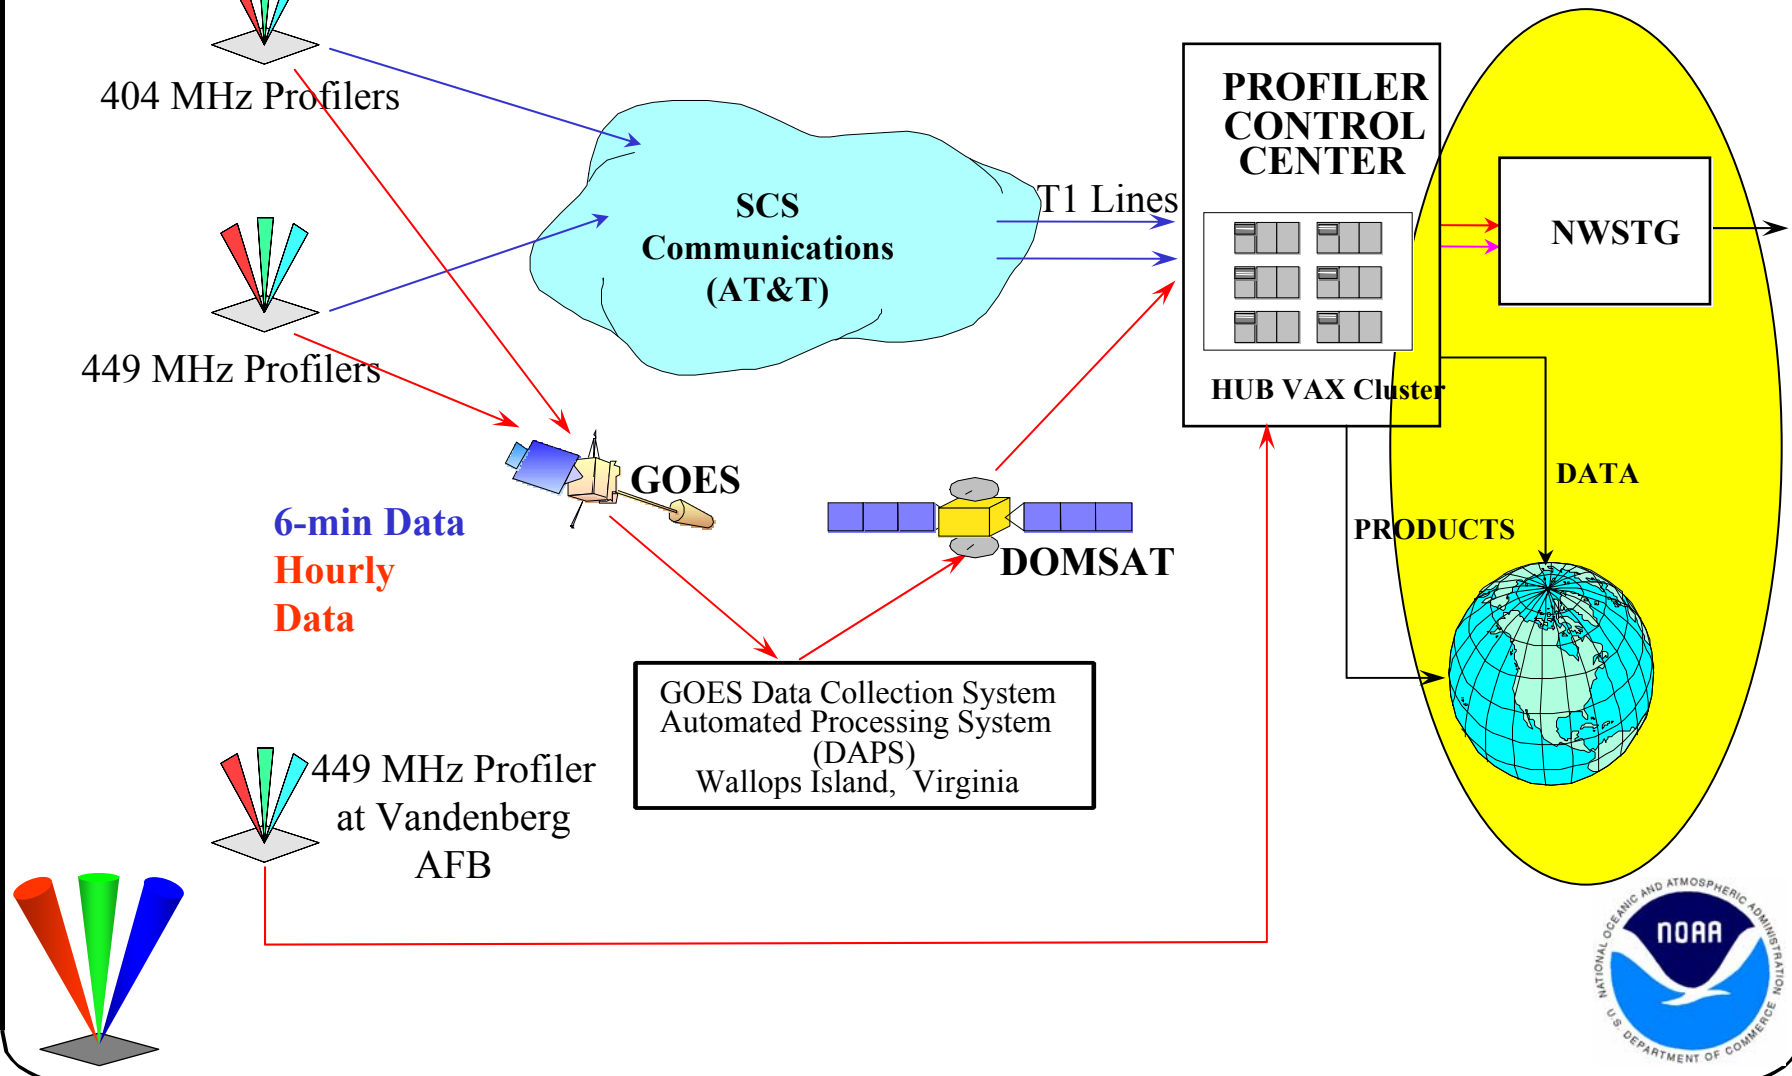 404 MHz Profilers
PROFILER
CONTROL
CENTER
SCS
Communications
(AT&T)
T1 Lines
NWSTG
449 MHz Profilers
HUB VAX Cluster
GOES
DATA
6-min Data
Hourly
Data
PRODUCTS
DOMSAT
GOES Data Collection System
Automated Processing System
(DAPS)
Wallops Island, Virginia
449 MHz Profiler
at Vandenberg
AFB
NATIONAL OCEANIC AND ATMOSPHERIC ADMINISTRATION
NOAA
U.S. DEPARTMENT OF COMMERCE